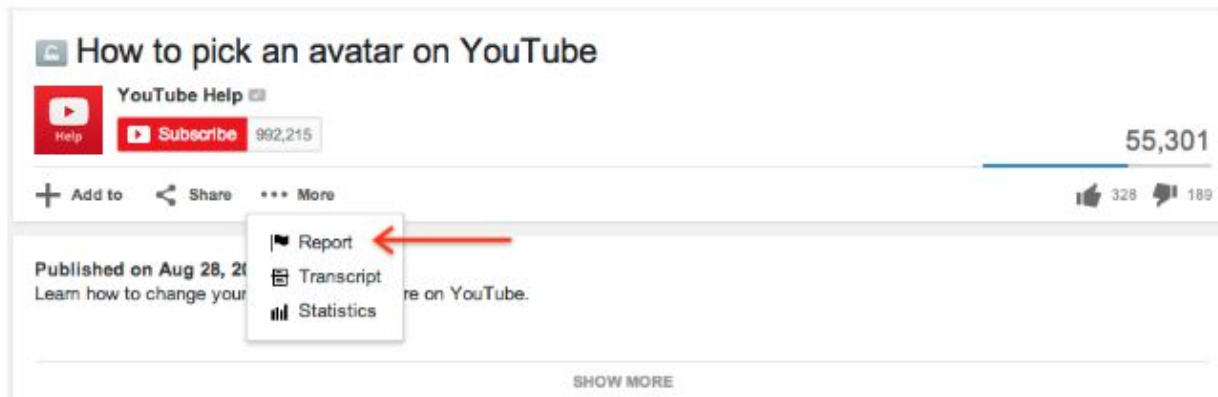 How to pick an avatar on YouTube
YouTube Help
Help
Subscribe 992,215
55,301
Add to Share More
328 189
Report
Published on Aug 28, 20
Transcript
Learn how to change your re on YouTube.
Statistics
SHOW MORE